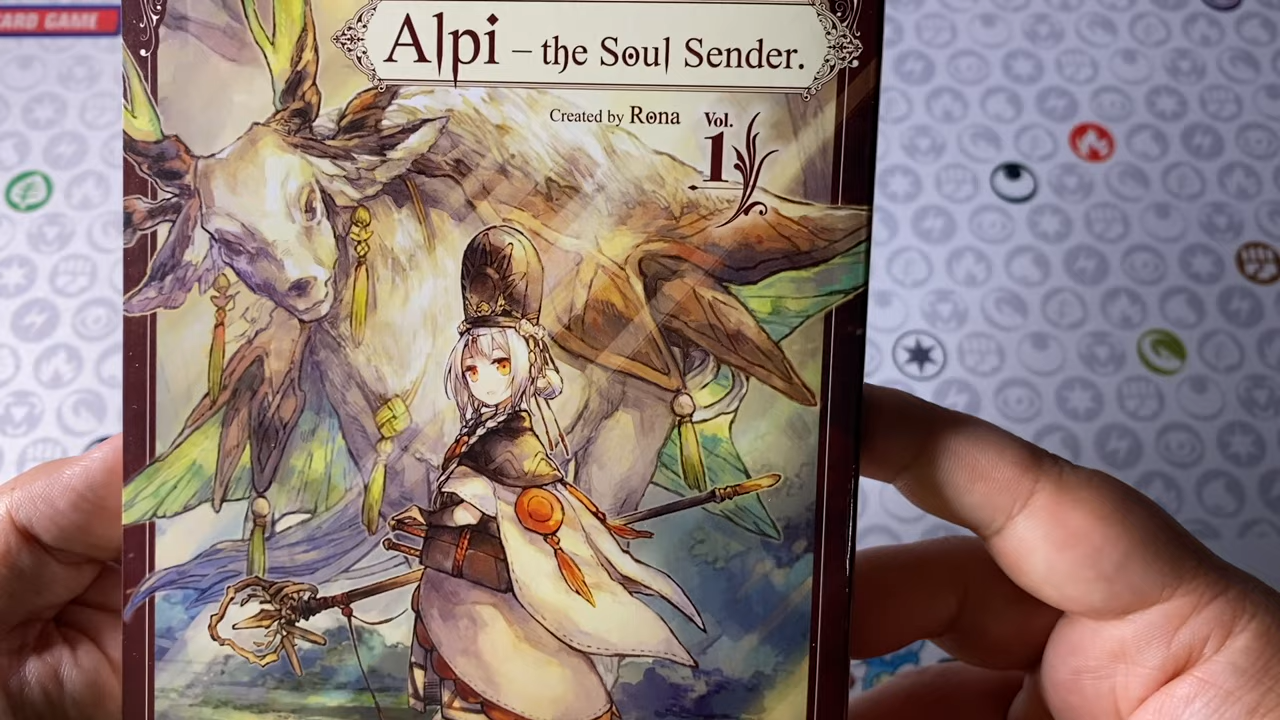 CARD GAME
Alpi – the Soul Sender.
Created by Rona
Vol.
1